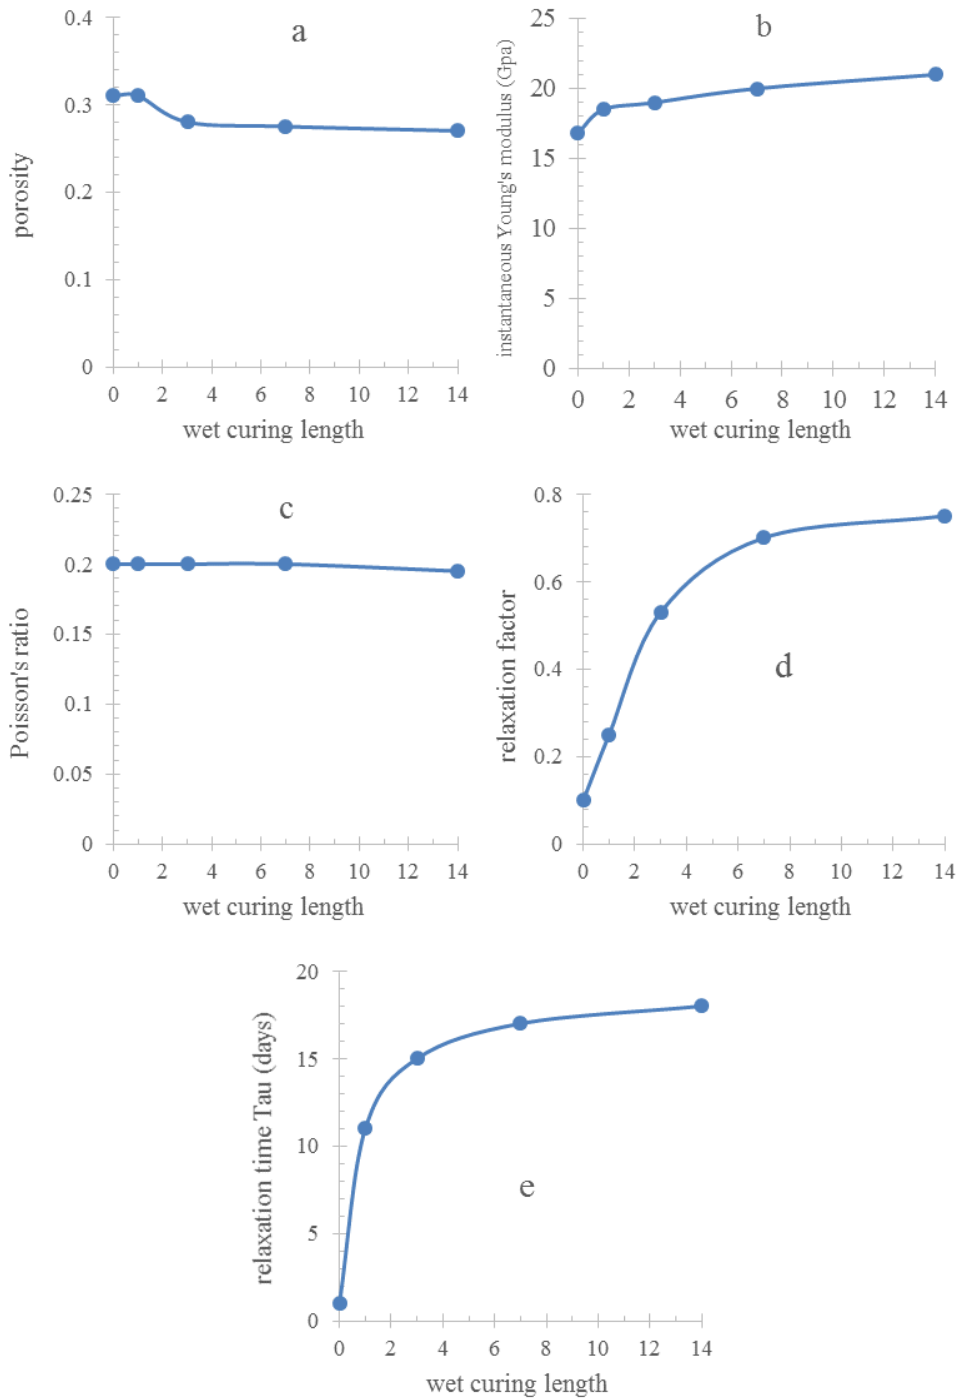 a
0.4
0.3
0.2
0.1
0
porosity
0 2 4 6 8 10 12 14
wet curing length
b
25
20
15
10
5
0
instantaneous Young's modulus (Gpa)
0 2 4 6 8 10 12 14
wet curing length
c
0.25
0.2
0.15
0.1
0.05
0
Poisson's ratio
0 2 4 6 8 10 12 14
wet curing length
d
0.8
0.6
0.4
0.2
0
relaxation factor
0 2 4 6 8 10 12 14
wet curing length
e
20
15
10
5
0
relaxation time Tau (days)
0 2 4 6 8 10 12 14
wet curing length